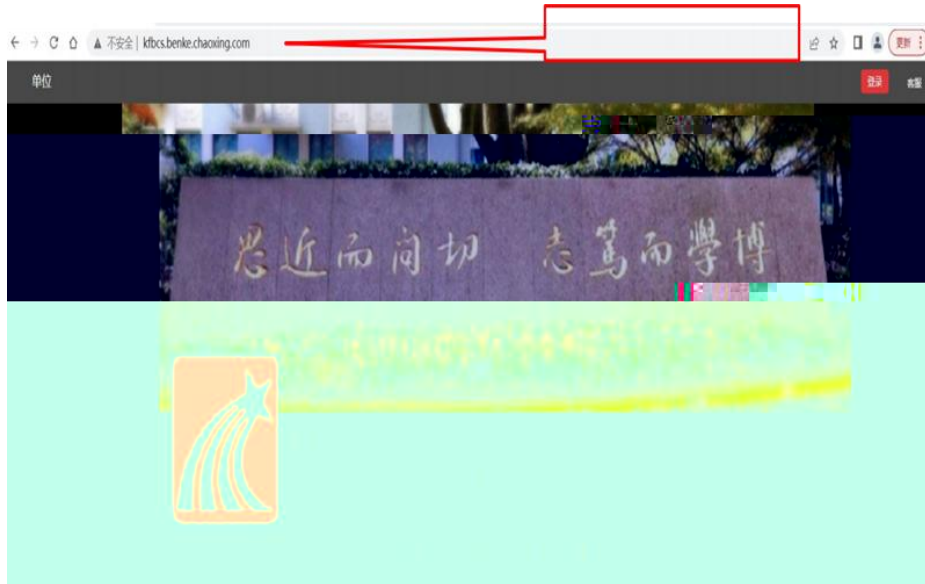 不安全 | kfbcs.benke.chaoxing.com
更新
单位
登录
客服
博學而篤志 切问而近思